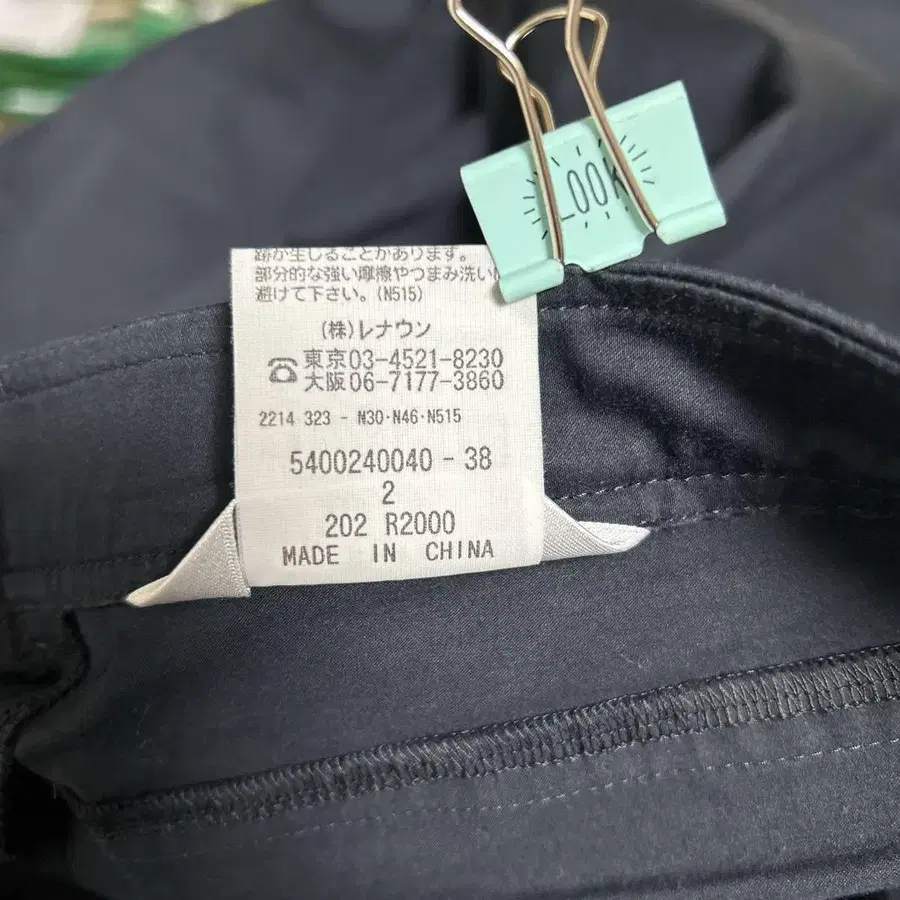 跡が生じることがあります。
部分的な強い摩擦やつまみ洗い
避けて下さい。(N515)
(株)レナウン
☎東京03-4521-8230
大阪06-7177-3860
2214 323 - N30·N46·N515
5400240040 - 38
2
202 R2000
MADE IN CHINA
LOOK